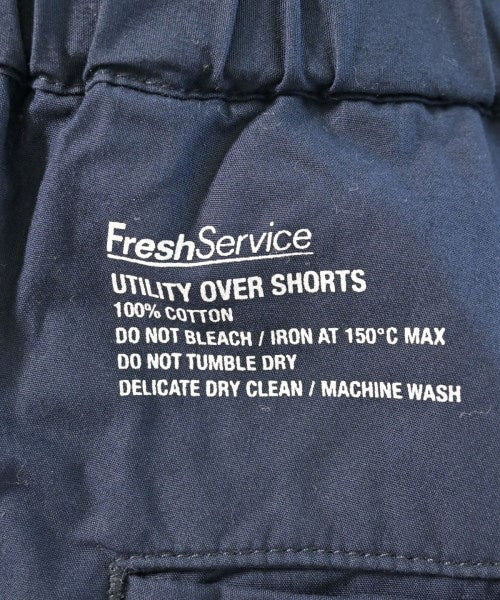 FreshService
UTILITY OVER SHORTS
100% COTTON
DO NOT BLEACH / IRON AT 150°C MAX
DO NOT TUMBLE DRY
DELICATE DRY CLEAN / MACHINE WASH